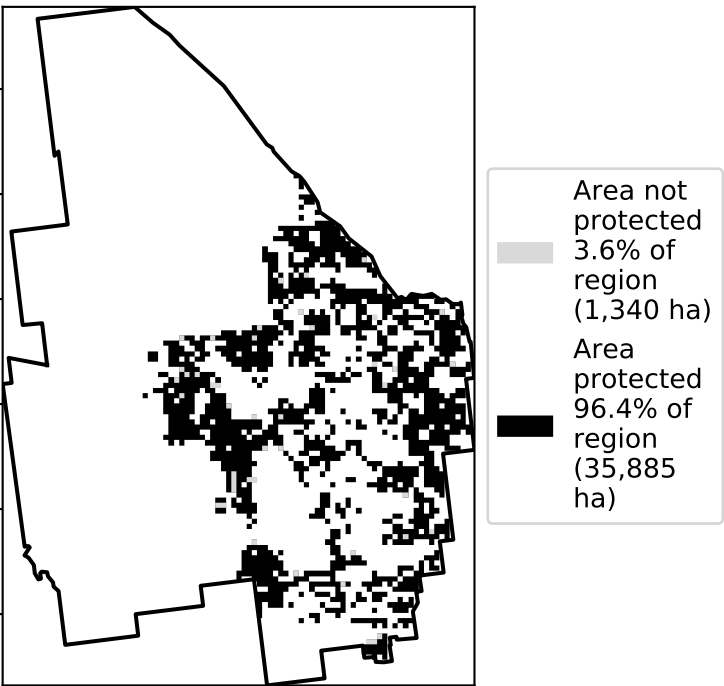 Area not
protected
3.6% of
region
(1,340 ha)
Area
protected
96.4% of
region
(35,885
ha)